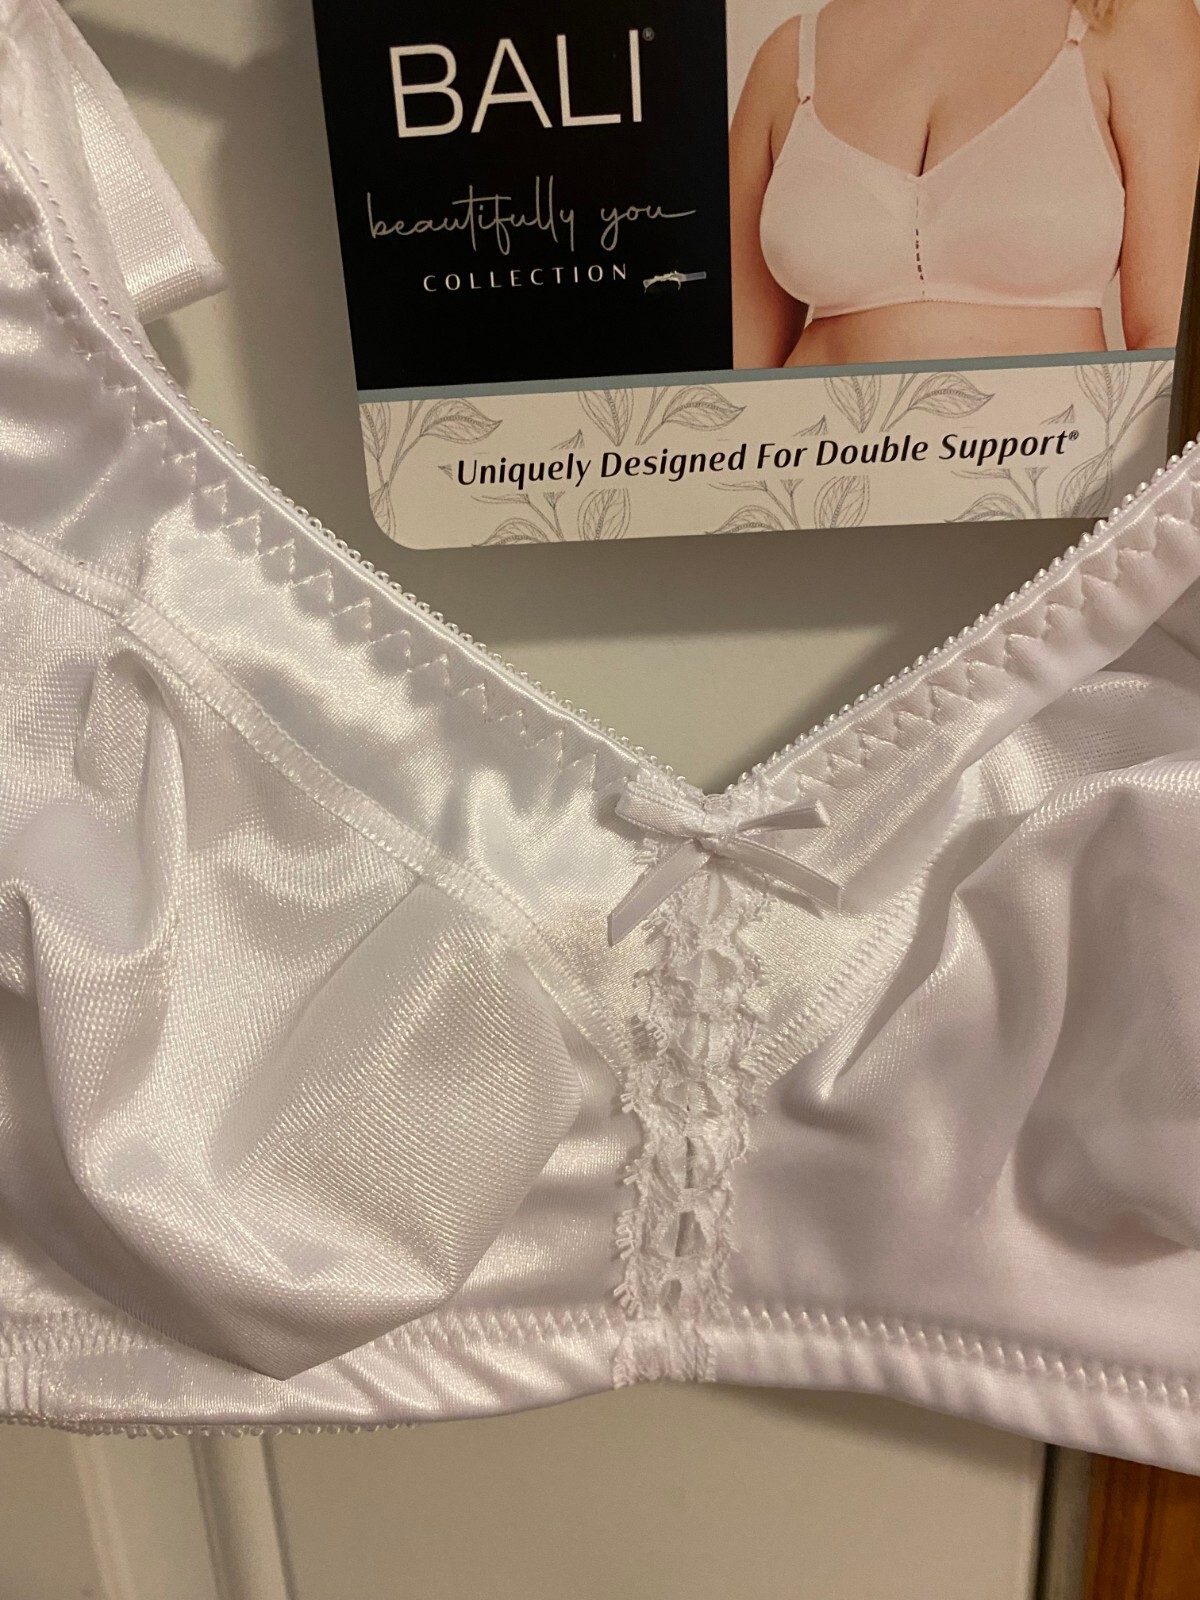 BALI®
beautifully you
COLLECTION
Uniquely Designed For Double Support®